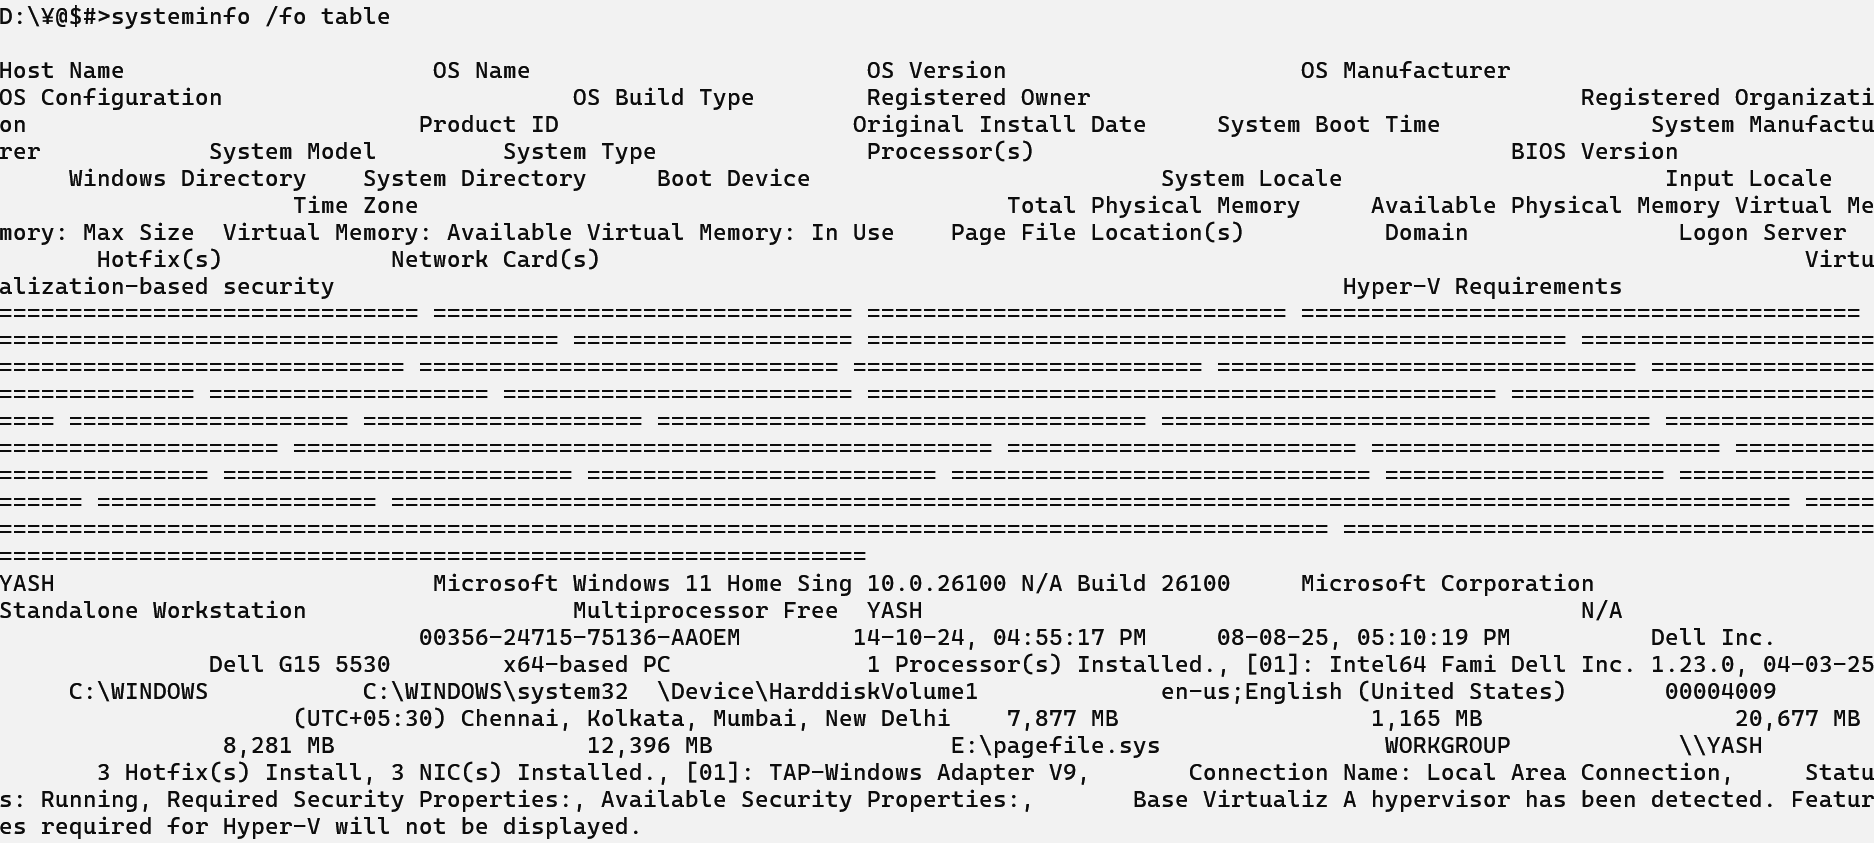 D:\¥@$#>systeminfo /fo table
Host Name                      OS Name                        OS Version                     OS Manufacturer
OS Configuration                         OS Build Type        Registered Owner                                   Registered Organizati
on                            Product ID                     Original Install Date     System Boot Time               System Manufactu
rer            System Model         System Type               Processor(s)                                  BIOS Version
     Windows Directory    System Directory     Boot Device                         System Locale                       Input Locale
                     Time Zone                                          Total Physical Memory     Available Physical Memory Virtual Me
mory: Max Size  Virtual Memory: Available Virtual Memory: In Use    Page File Location(s)          Domain               Logon Server
       Hotfix(s)            Network Card(s)                                                                                      Virtu
alization-based security                                                                        Hyper-V Requirements
============================== ============================== ============================== ========================================
======================================== ==================== ================================================== =====================
============================= ============================== ========================= ============================== ================
============== ==================== ========================= ============================================= ==========================
==== ====================== ==================== =================================== ================================== ===============
==================== ================================================== ========================= ========================= ===========
=============== ========================= ========================= ============================== ==================== ==============
====== ==================== ==================================================================================================== =====
=============================================================================================== ======================================
==============================================================
YASH                           Microsoft Windows 11 Home Sing 10.0.26100 N/A Build 26100     Microsoft Corporation
Standalone Workstation                   Multiprocessor Free  YASH                                               N/A
                              00356-24715-75136-AAOEM        14-10-24, 04:55:17 PM     08-08-25, 05:10:19 PM          Dell Inc.
               Dell G15 5530        x64-based PC              1 Processor(s) Installed., [01]: Intel64 Fami Dell Inc. 1.23.0, 04-03-25
     C:\WINDOWS           C:\WINDOWS\system32  \Device\HarddiskVolume1             en-us;English (United States)       00004009
                     (UTC+05:30) Chennai, Kolkata, Mumbai, New Delhi    7,877 MB                  1,165 MB                  20,677 MB
                8,281 MB                  12,396 MB                 E:\pagefile.sys                WORKGROUP            \\YASH
       3 Hotfix(s) Install, 3 NIC(s) Installed., [01]: TAP-Windows Adapter V9,       Connection Name: Local Area Connection,     Statu
s: Running, Required Security Properties:, Available Security Properties:,       Base Virtualiz A hypervisor has been detected. Featur
es required for Hyper-V will not be displayed.